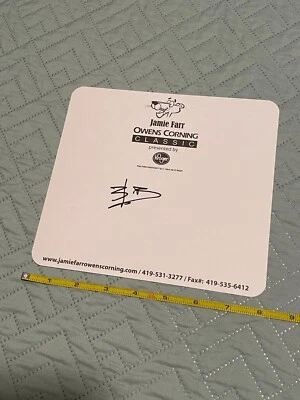 Jamie Farr
OWENS CORNING
CLASSIC
presented by
Kroger
www.jamiefarrowenscorning.com / 419-531-3277 / Fax#: 419-535-6412